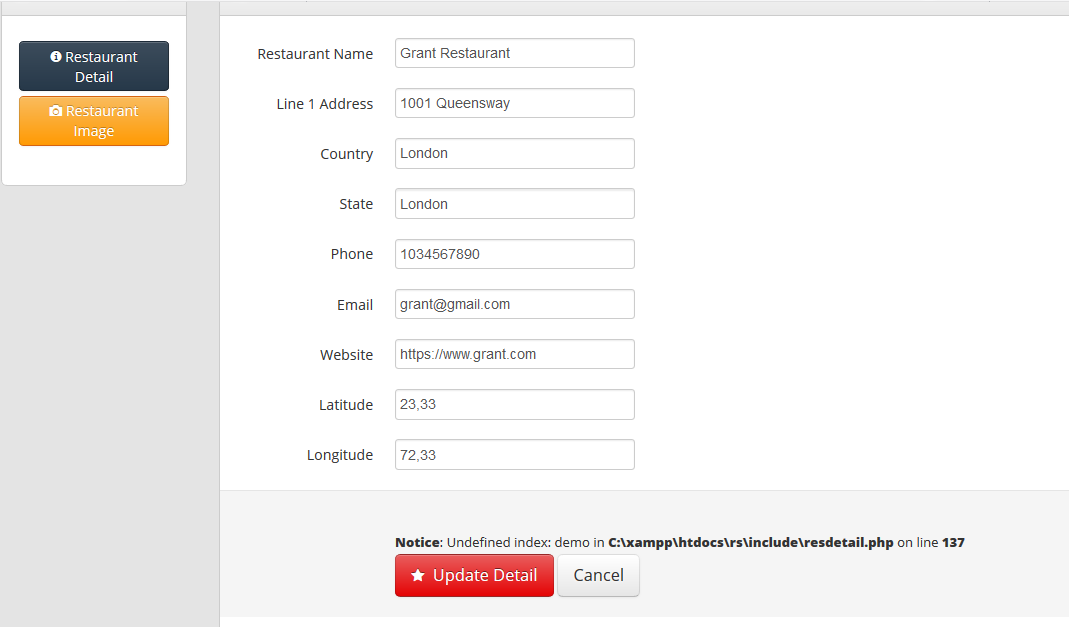 Restaurant
Detail
Restaurant
Image
Restaurant Name Grant Restaurant
Line 1 Address 1001 Queensway
Country London
State London
Phone 1034567890
Email grant@gmail.com
Website https://www.grant.com
Latitude 23,33
Longitude 72,33
Notice: Undefined index: demo in C:\xampp\htdocs\rs\include\resdetail.php on line 137
Update Detail Cancel